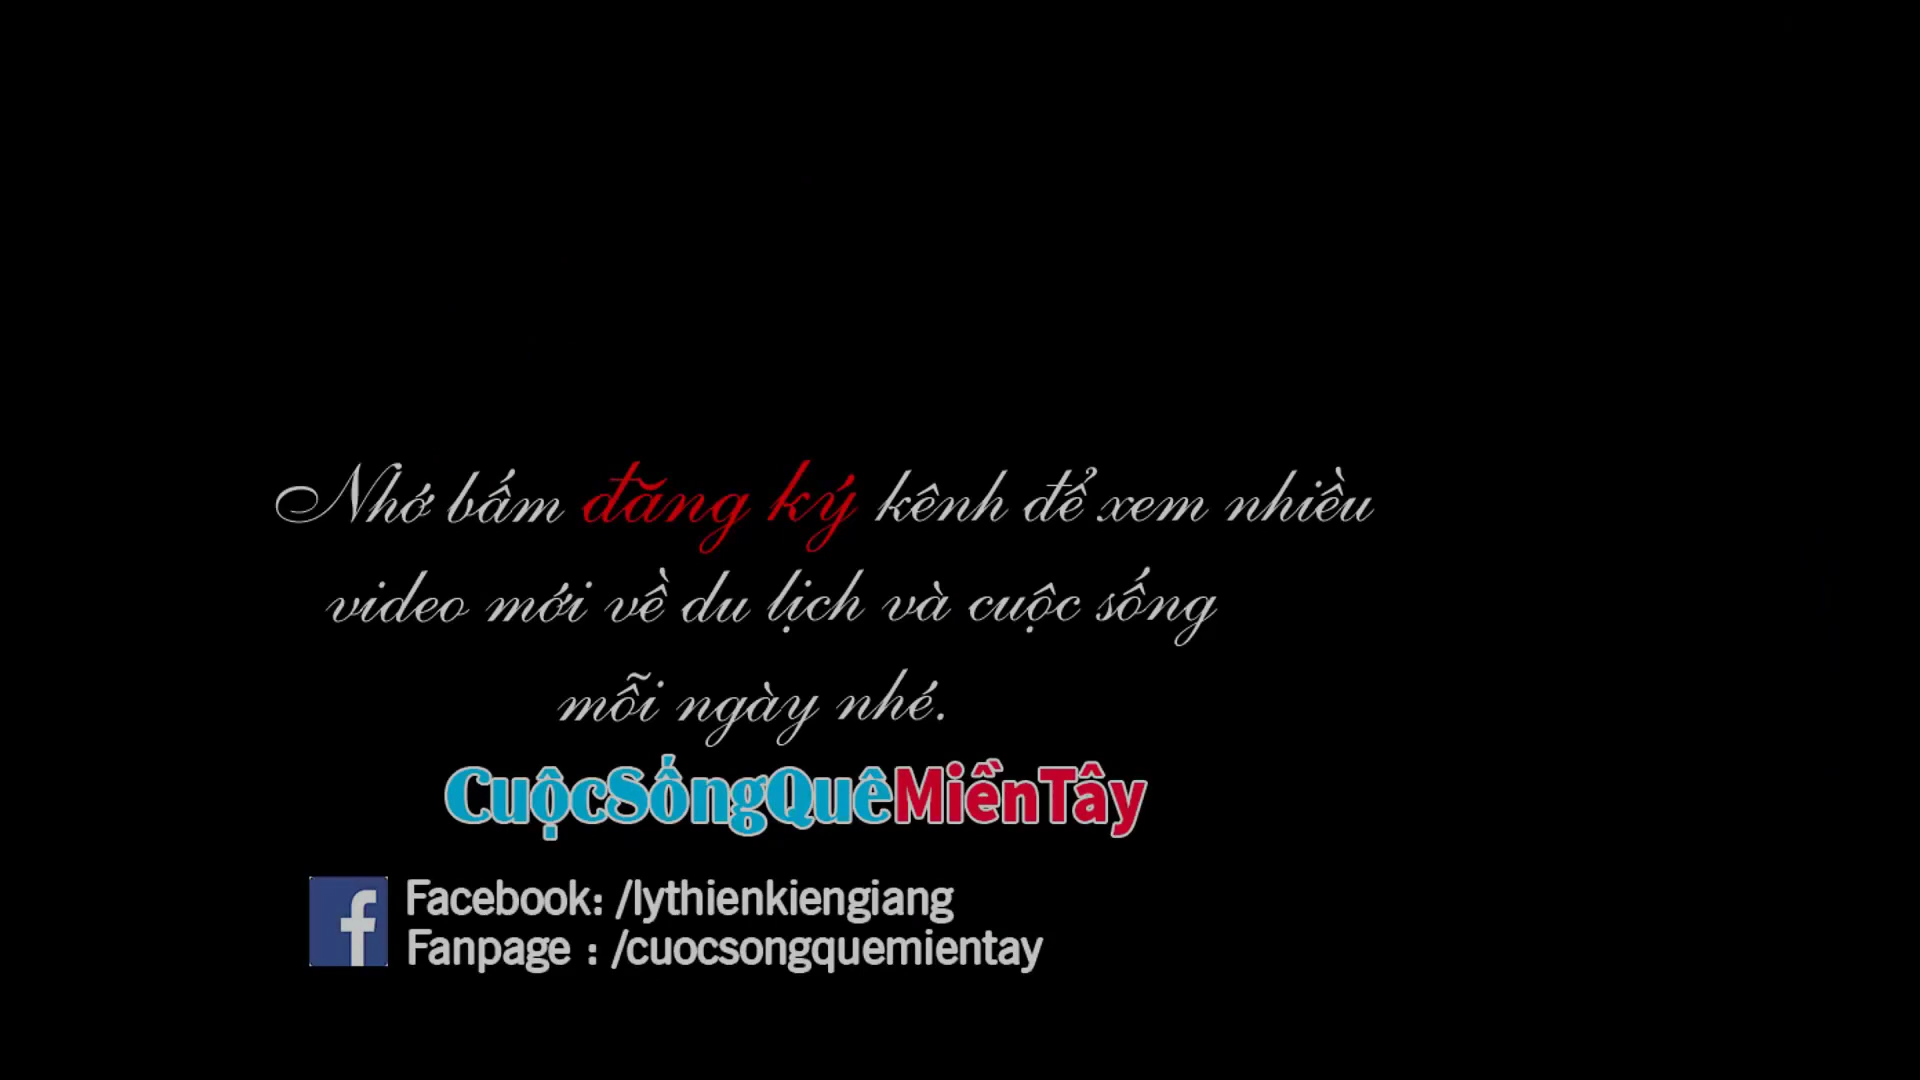 Nhớ bấm đăng ký kênh để xem nhiều
video mới về du lịch và cuộc sống
mỗi ngày nhé.
CuộcSốngQuêMiềnTây
Facebook: /lythienkiengiang
Fanpage : /cuocsongquemientay